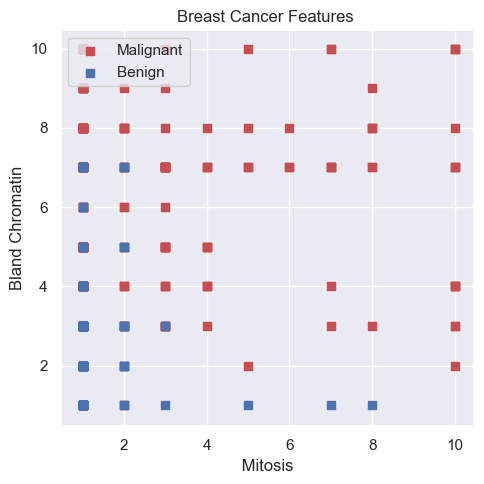 Breast Cancer Features
Malignant
Benign
Bland Chromatin
10
8
6
4
2
2 4 6 8 10
Mitosis